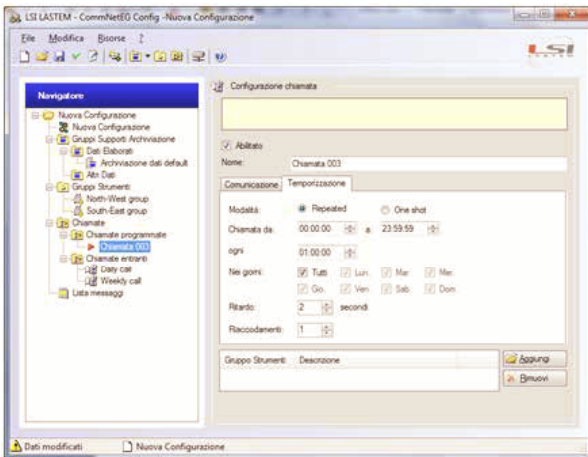 LSI LASTEM - CommNetEG Config -Nuova Configurazione
File Modifica Risorse ?
LSI
LASTEM
Navigatore
Nuova Configurazione
Nuova Configurazione
Gruppi Supporti Archiviazione
Dati Elaborati
Archiviazione dati default
Altri Dati
Gruppi Strumenti
North-West group
South-East group
Chiamate
Chiamate programmate
Chiamata 003
Chiamate entranti
Daily call
Weekly call
Lista messaggi
Configurazione chiamata
Abilitato
Nome: Chiamata 003
Comunicazione Temporizzazione
Modalità: Repeated One shot
Chiamata da: 00:00:00 a: 23:59:59
ogni 01:00:00
Nei giorni: Tutti Lun. Mar Mer.
Gio. Ven Sab. Dom
Ritardo: 2 secondi
Riaccodamenti: 1
Gruppo Strumenti Descrizione
Aggiungi
Rimuovi
Dati modificati Nuova Configurazione